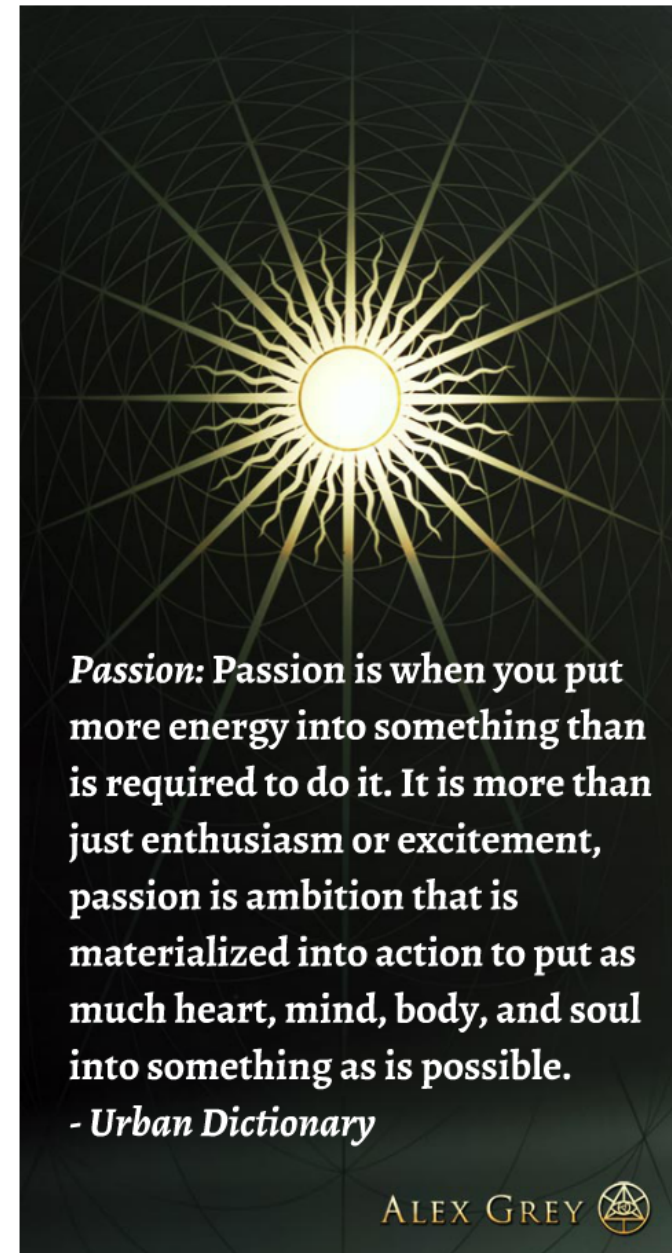 Passion: Passion is when you put
more energy into something than
is required to do it. It is more than
just enthusiasm or excitement,
passion is ambition that is
materialized into action to put as
much heart, mind, body, and soul
into something as is possible.
- Urban Dictionary
ALEX GREY